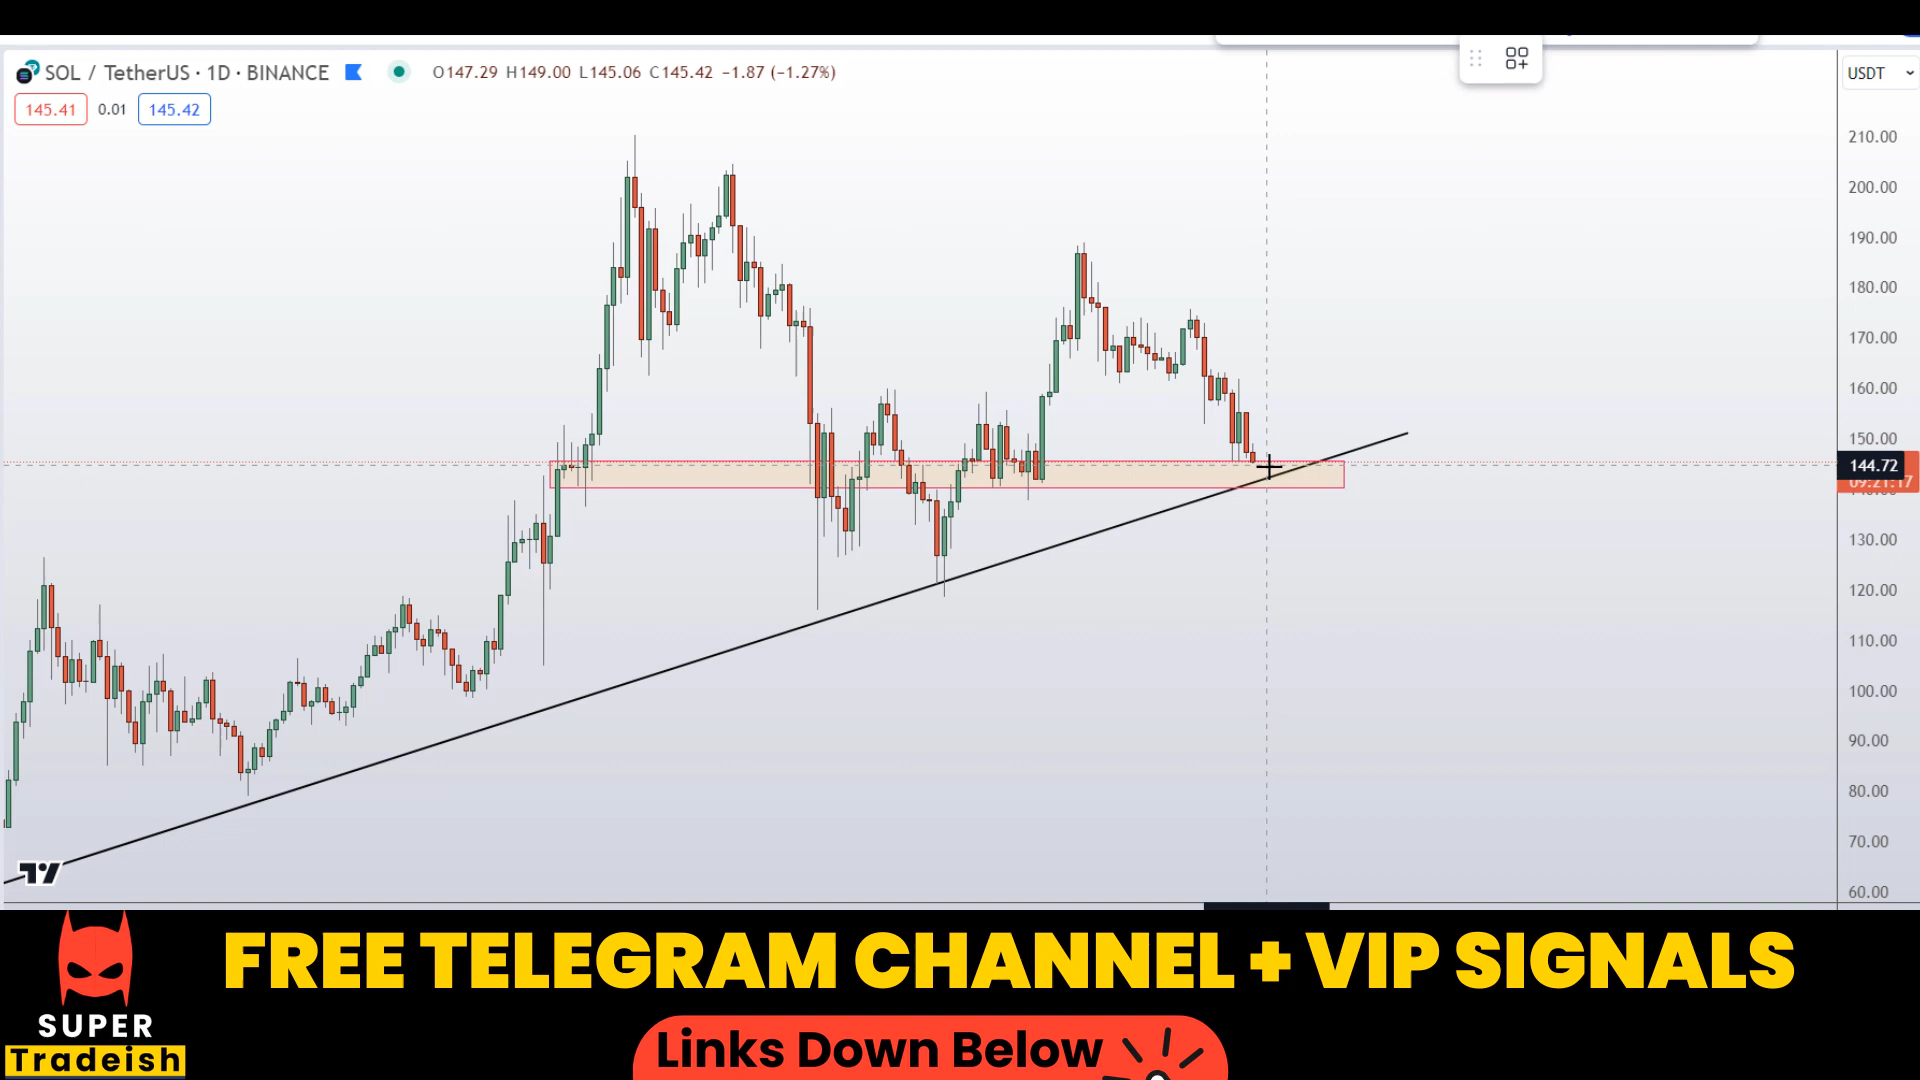 SOL / TetherUS · 1D · BINANCE O147.29 H149.00 L145.06 C145.42 −1.87 (−1.27%)
USDT
145.41 0.01 145.42
210.00
200.00
190.00
180.00
170.00
160.00
150.00
144.72
09:21:17
130.00
120.00
110.00
100.00
90.00
80.00
70.00
60.00
FREE TELEGRAM CHANNEL + VIP SIGNALS
SUPER
Tradeish
Links Down Below